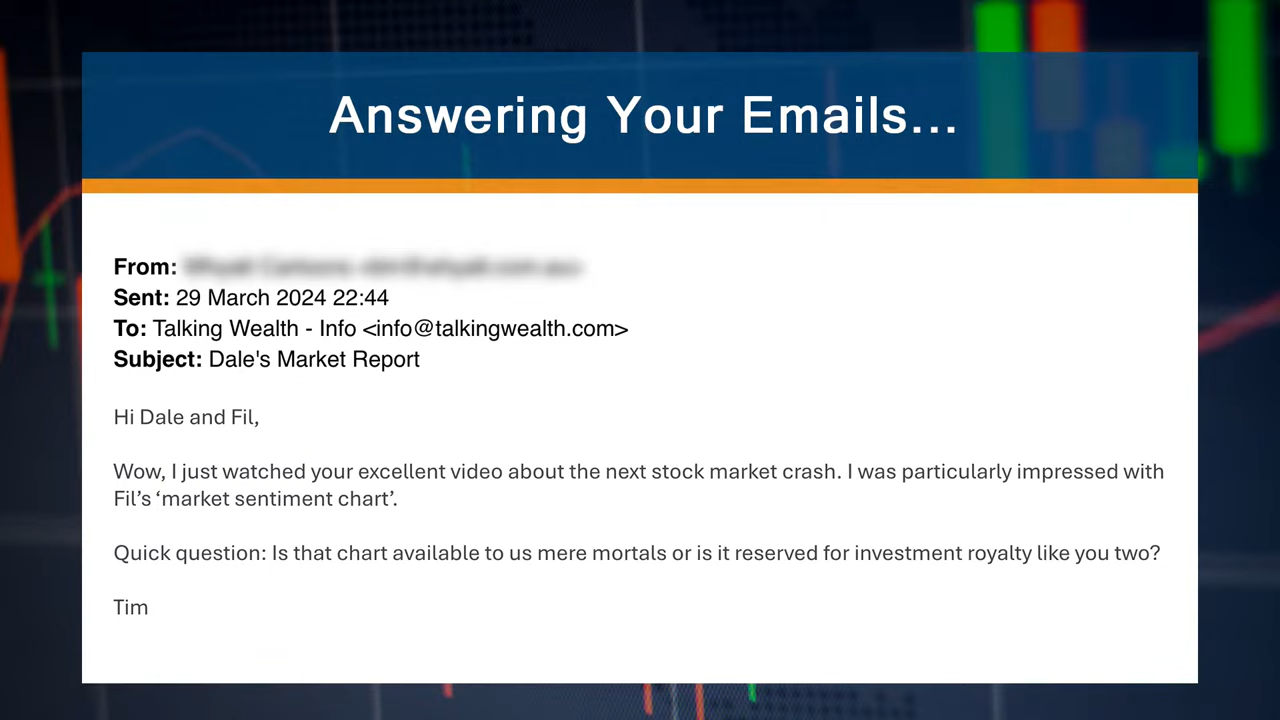 Answering Your Emails...
From:
Sent: 29 March 2024 22:44
To: Talking Wealth - Info <info@talkingwealth.com>
Subject: Dale's Market Report
Hi Dale and Fil,
Wow, I just watched your excellent video about the next stock market crash. I was particularly impressed with
Fil’s ‘market sentiment chart’.
Quick question: Is that chart available to us mere mortals or is it reserved for investment royalty like you two?
Tim